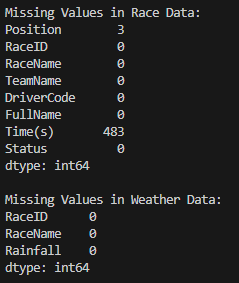 Missing Values in Race Data:
Position 3
RaceID 0
RaceName 0
TeamName 0
DriverCode 0
FullName 0
Time(s) 483
Status 0
dtype: int64

Missing Values in Weather Data:
RaceID 0
RaceName 0
Rainfall 0
dtype: int64